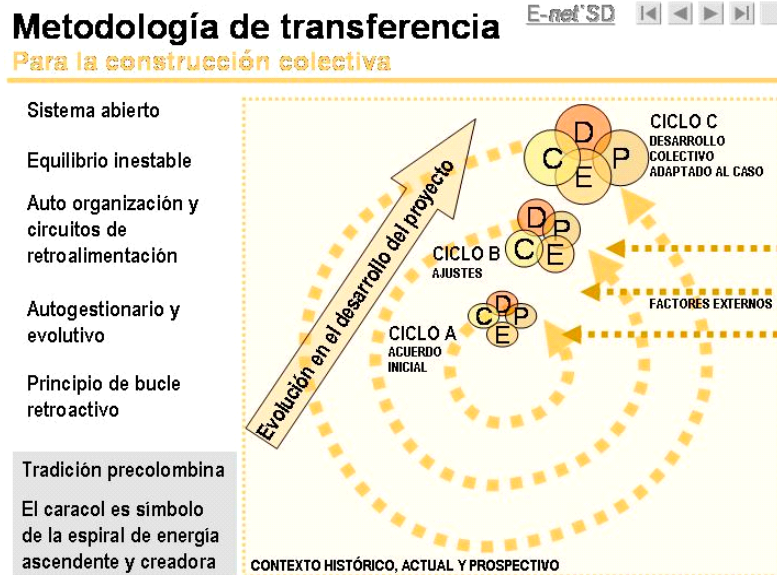 Metodología de transferencia
E-net*SD
Para la construcción colectiva
Sistema abierto
Equilibrio inestable
Auto organización y
circuitos de
retroalimentación
Autogestionario y
evolutivo
Principio de bucle
retroactivo
Tradición precolombina
El caracol es símbolo
de la espiral de energía
ascendente y creadora
Evolución en el desarrollo del proyecto
D
C
P
E
CICLO C
DESARROLLO
COLECTIVO
ADAPTADO AL CASO
D
P
C
E
CICLO B
AJUSTES
D
C
P
E
CICLO A
ACUERDO
INICIAL
FACTORES EXTERNOS
CONTEXTO HISTÓRICO, ACTUAL Y PROSPECTIVO